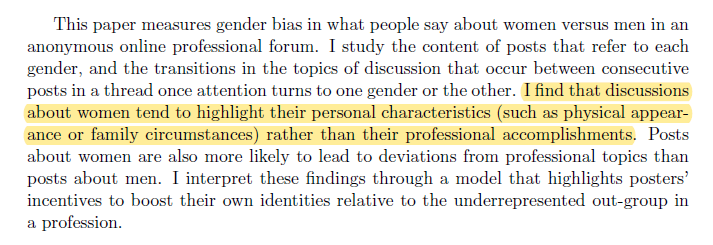 This paper measures gender bias in what people say about women versus men in an
anonymous online professional forum. I study the content of posts that refer to each
gender, and the transitions in the topics of discussion that occur between consecutive
posts in a thread once attention turns to one gender or the other. I find that discussions
about women tend to highlight their personal characteristics (such as physical appear-
ance or family circumstances) rather than their professional accomplishments. Posts
about women are also more likely to lead to deviations from professional topics than
posts about men. I interpret these findings through a model that highlights posters'
incentives to boost their own identities relative to the underrepresented out-group in
a profession.